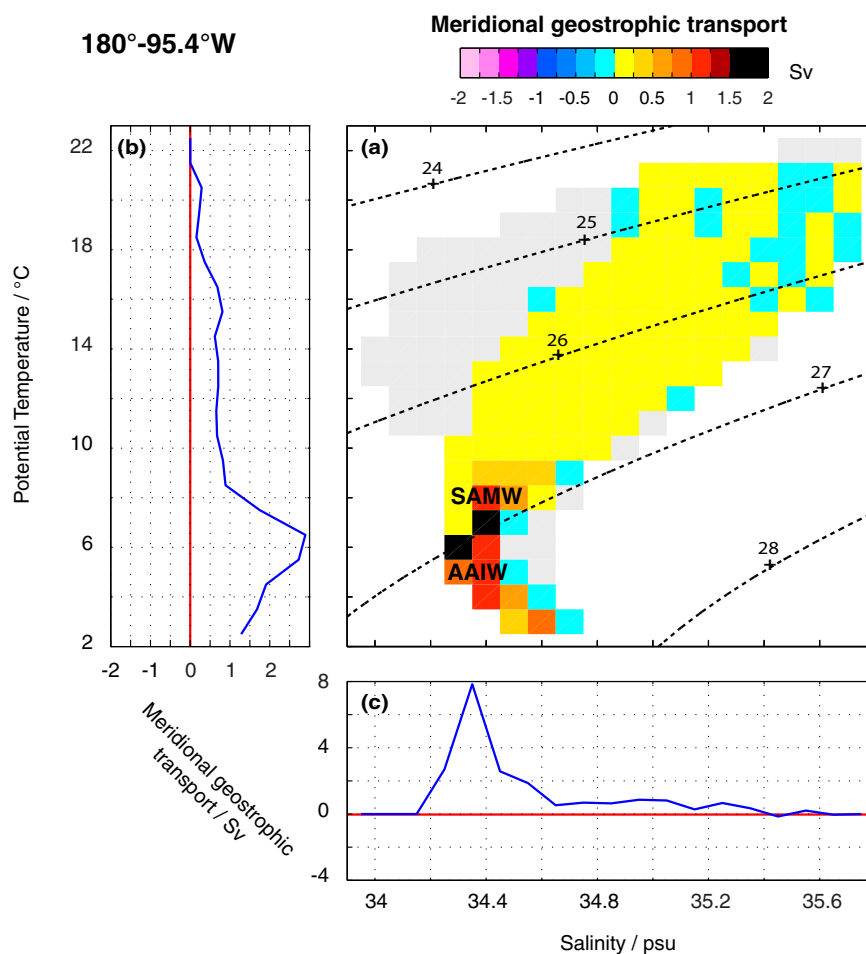 180°-95.4°W
Meridional geostrophic transport
Sv
-2 -1.5 -1 -0.5 0 0.5 1 1.5 2
(b)
(a)
22
18
14
10
6
2
Potential Temperature / °C
-2 -1 0 1 2
Meridional geostrophic
transport / Sv
24
25
26
27
28
SAMW
AAIW
(c)
8
4
0
-4
34 34.4 34.8 35.2 35.6
Salinity / psu